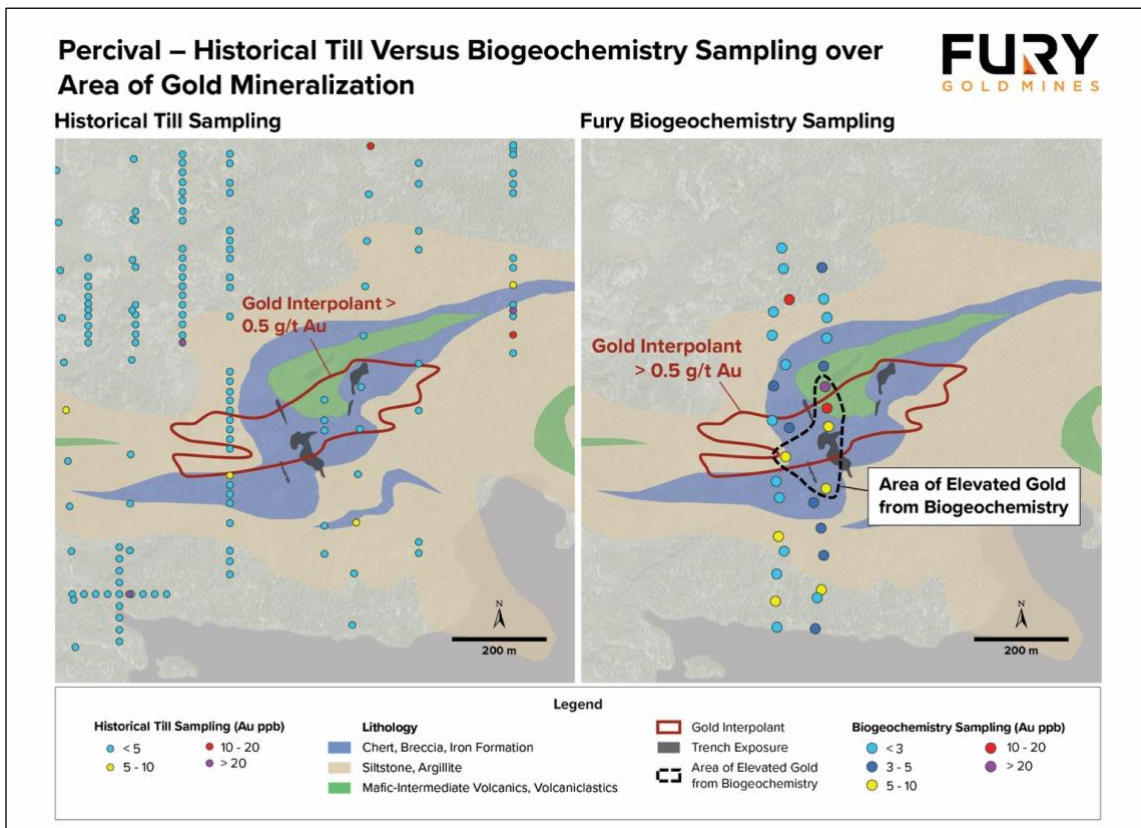 Percival – Historical Till Versus Biogeochemistry Sampling over
Area of Gold Mineralization
FURY
GOLD MINES
Historical Till Sampling
Fury Biogeochemistry Sampling
Gold Interpolant >
0.5 g/t Au
N
200 m
Gold Interpolant
> 0.5 g/t Au
Area of Elevated Gold
from Biogeochemistry
N
200 m
Legend
Historical Till Sampling (Au ppb)
< 5
5 - 10
10 - 20
> 20
Lithology
Chert, Breccia, Iron Formation
Siltstone, Argillite
Mafic-Intermediate Volcanics, Volcaniclastics
Gold Interpolant
Trench Exposure
Area of Elevated Gold
from Biogeochemistry
Biogeochemistry Sampling (Au ppb)
< 3
3 - 5
5 - 10
10 - 20
> 20